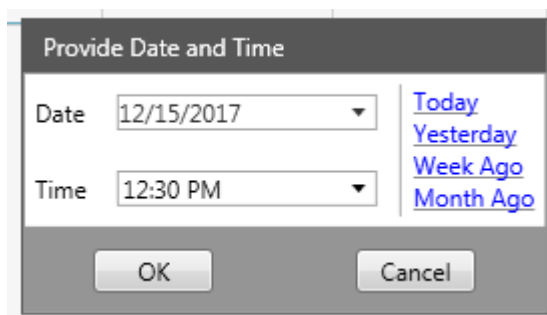 Provide Date and Time
Date 12/15/2017
Time 12:30 PM
Today
Yesterday
Week Ago
Month Ago
OK Cancel